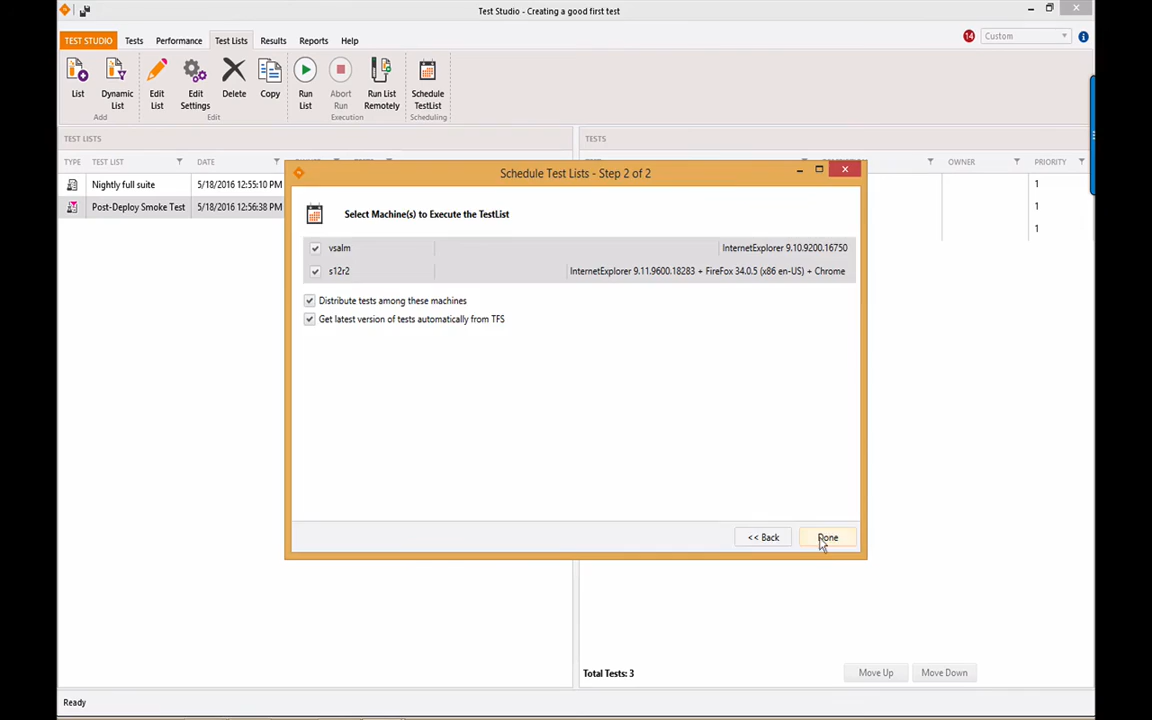 Test Studio - Creating a good first test
TEST STUDIO Tests Performance Test Lists Results Reports Help
14 Custom
List
Dynamic List
Edit List
Edit Settings
Delete
Copy
Run List
Abort Run
Run List Remotely
Schedule TestList
Add Edit Execution Scheduling
TEST LISTS
TYPE TEST LIST DATE
Nightly full suite 5/18/2016 12:55:10 PM
Post-Deploy Smoke Test 5/18/2016 12:56:38 PM
TESTS
OWNER PRIORITY
1
1
1
Schedule Test Lists - Step 2 of 2
Select Machine(s) to Execute the TestList
vsalm InternetExplorer 9.10.9200.16750
s12r2 InternetExplorer 9.11.9600.18283 + FireFox 34.0.5 (x86 en-US) + Chrome
Distribute tests among these machines
Get latest version of tests automatically from TFS
<< Back Done
Total Tests: 3 Move Up Move Down
Ready